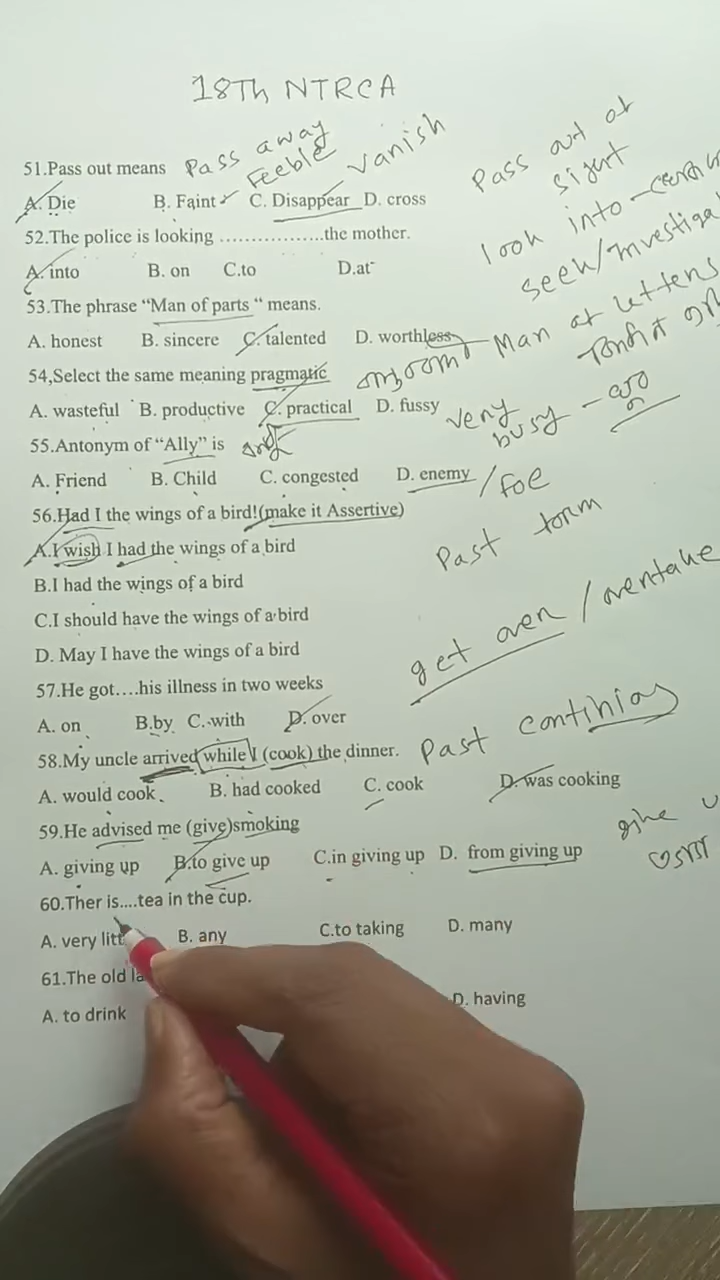 18Th NTRCA
51.Pass out means Pass away Feeble Vanish
A. Die B. Faint C. Disappear D. cross
Pass out of sight
52.The police is looking ……………..the mother.
look into
seek/investiga
A. into B. on C.to D.at
53.The phrase “Man of parts “ means.
A. honest B. sincere C. talented D. worthless
Man of letters
54,Select the same meaning pragmatic
A. wasteful B. productive C. practical D. fussy
very busy
55.Antonym of “Ally” is
A. Friend B. Child C. congested D. enemy / Foe
56.Had I the wings of a bird!(make it Assertive)
A.I wish I had the wings of a bird
Past form
B.I had the wings of a bird
C.I should have the wings of a bird
D. May I have the wings of a bird
get over / overtake
57.He got….his illness in two weeks
A. on B.by C. with D. over
58.My uncle arrived while I (cook) the dinner. Past
A. would cook B. had cooked C. cook D. was cooking
59.He advised me (give)smoking
give
A. giving up B.to give up C.in giving up D. from giving up
60.Ther is....tea in the cup.
A. very B. any C.to taking D. many
61.The old
A. to drink D. having